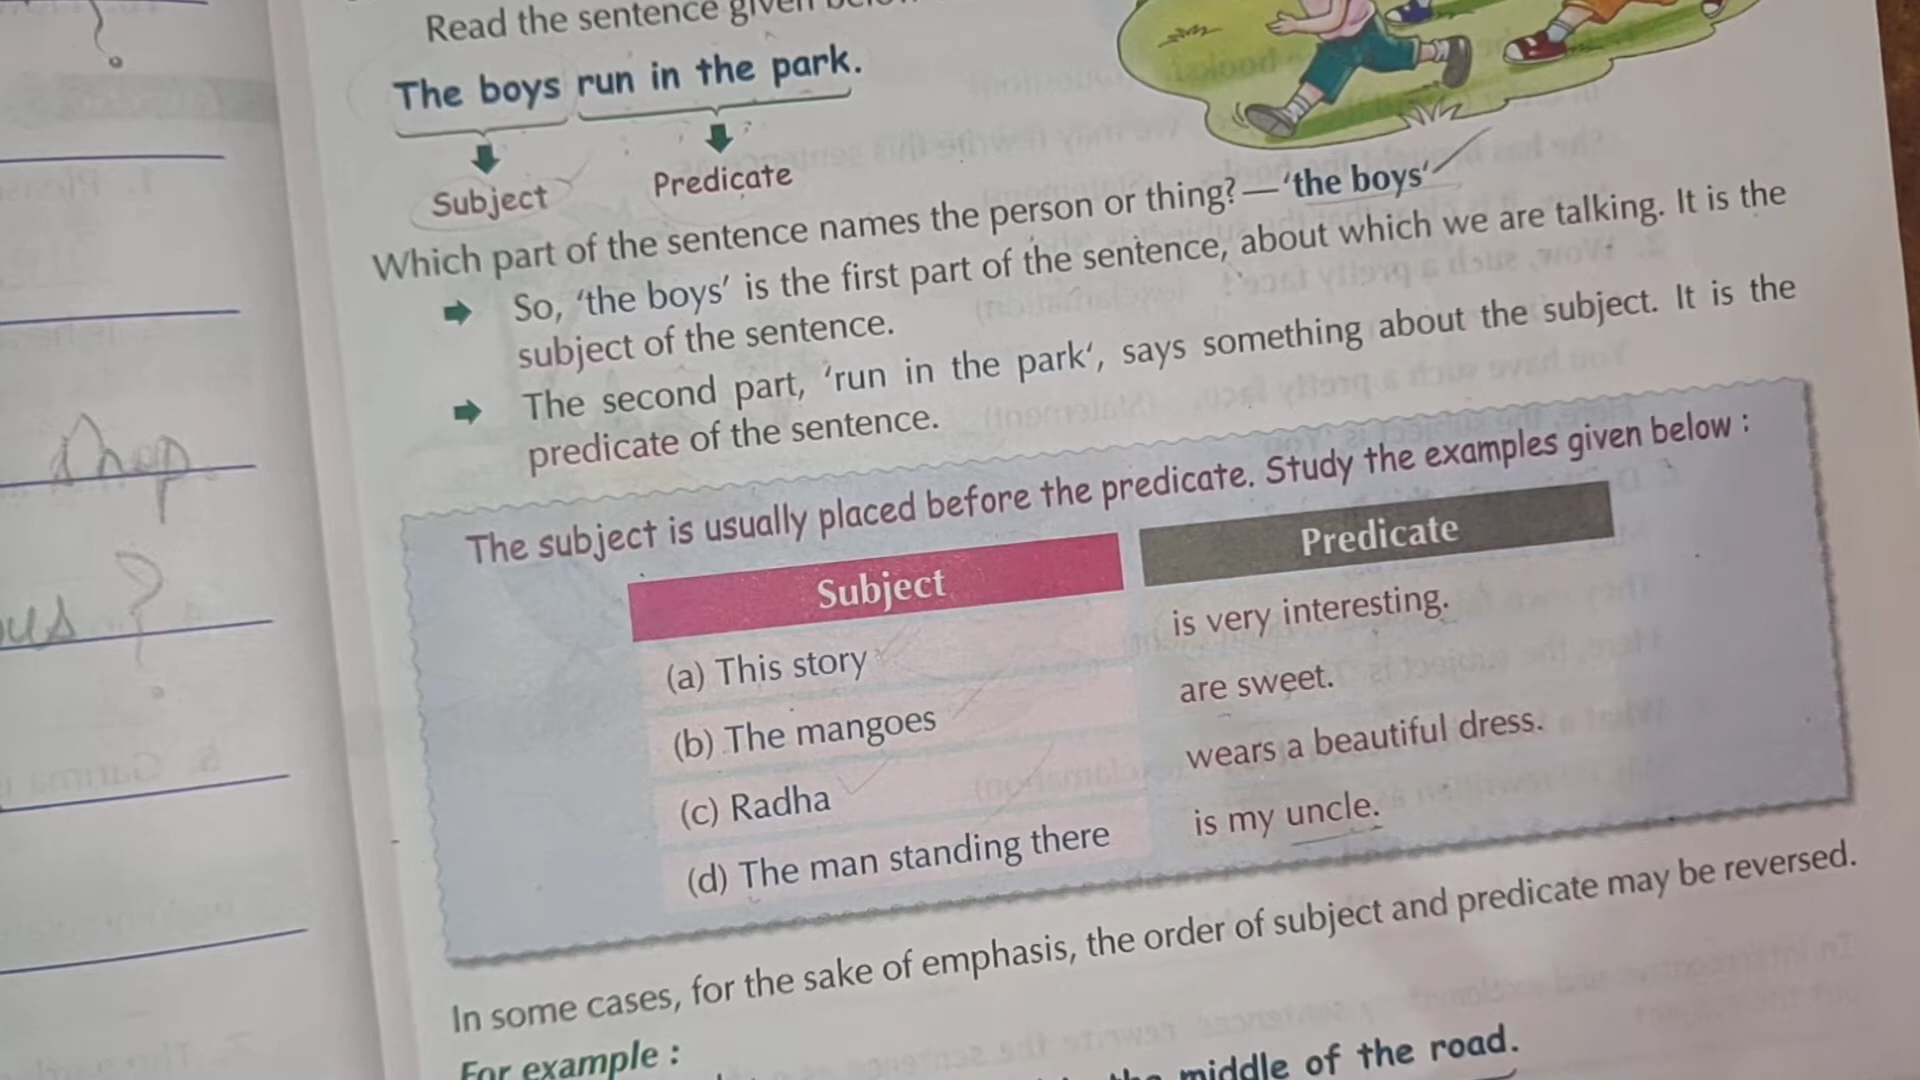 ?
Read the sentence given
The boys run in the park.
Subject Predicate
Which part of the sentence names the person or thing?—‘the boys’
So, ‘the boys’ is the first part of the sentence, about which we are talking. It is the
subject of the sentence.
The second part, ‘run in the park‘, says something about the subject. It is the
predicate of the sentence.
The subject is usually placed before the predicate. Study the examples given below :
Subject Predicate
(a) This story is very interesting.
(b) The mangoes are sweet.
(c) Radha wears a beautiful dress.
(d) The man standing there is my uncle.
In some cases, for the sake of emphasis, the order of subject and predicate may be reversed.
For example :
the middle of the road.
?